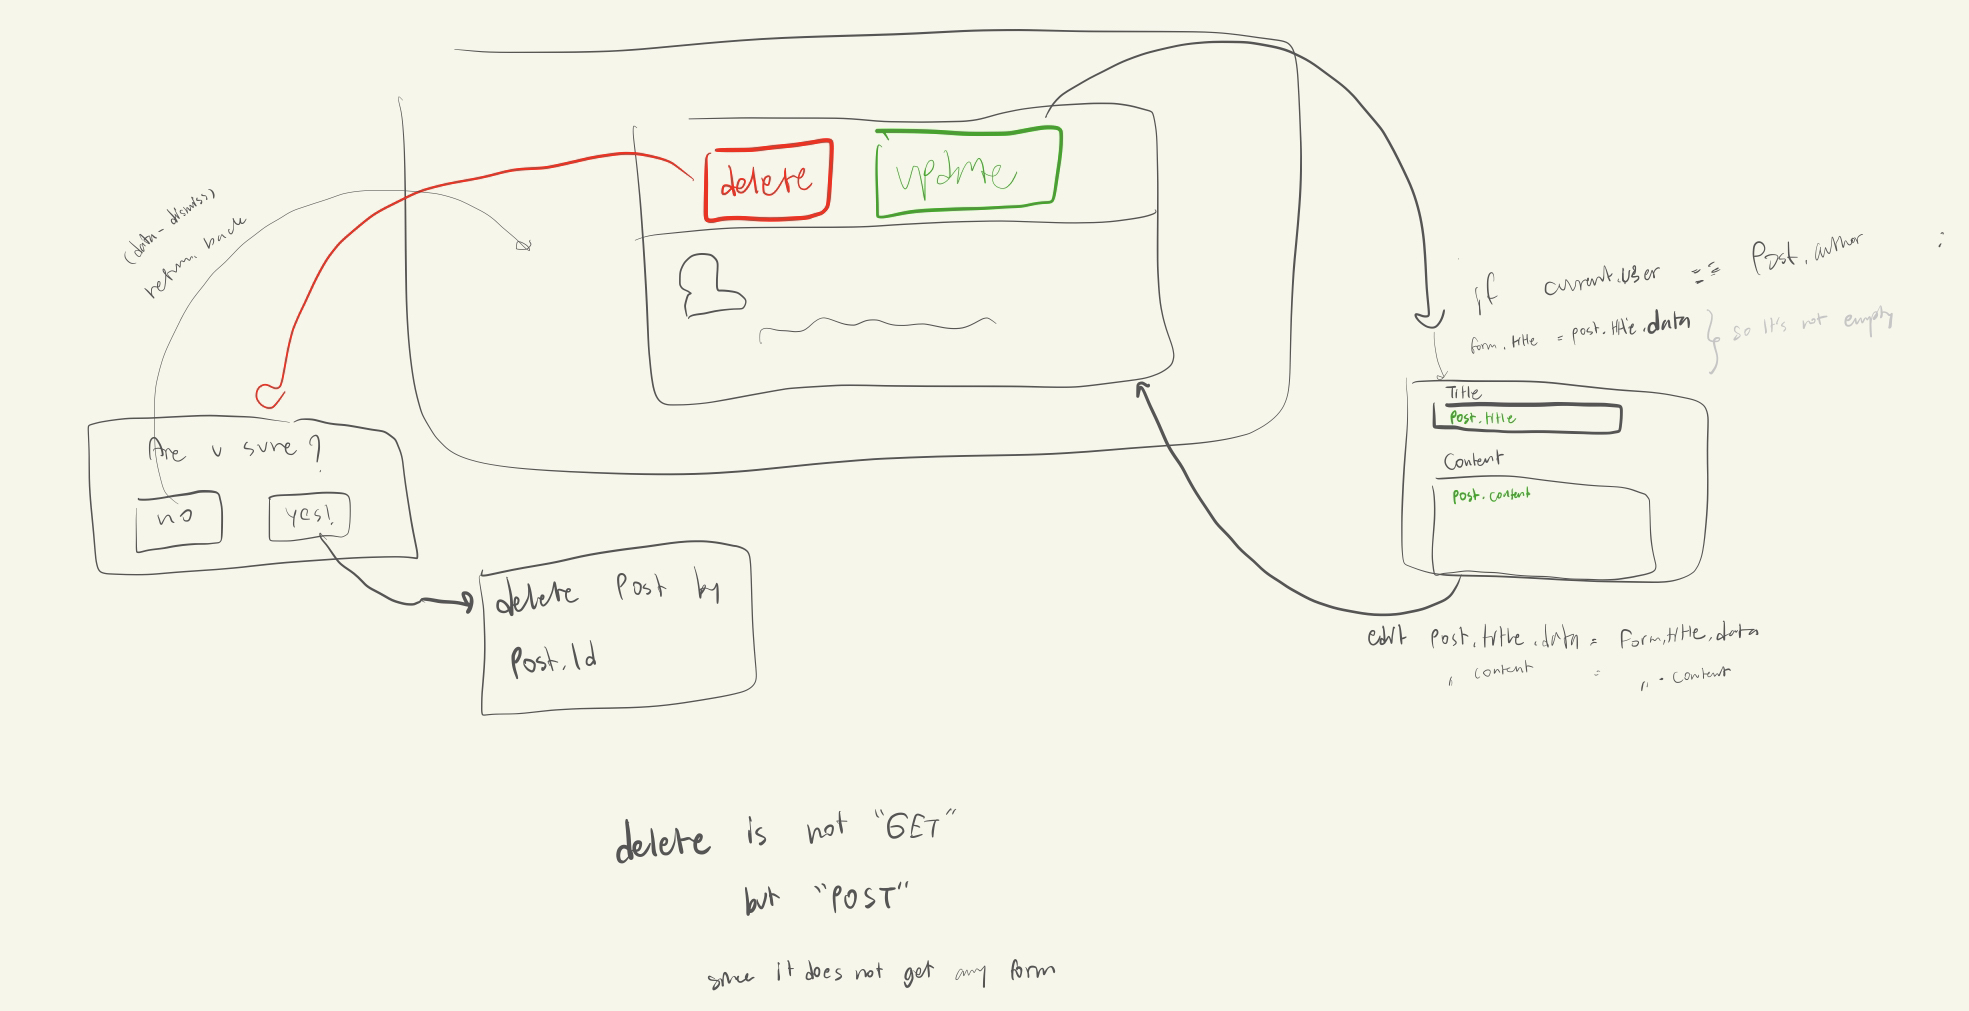 delete
update
(data-dismiss)
return back
if current.user == Post.author :
form.title = post.title.data } so it's not empty
Title
Post.title
Content
Post.content
Are u sure?
no
yes!
delete Post by
Post.Id
edit Post.title.data = Form.title.data
" content = " . content
delete is not "GET"
but "POST"
since it does not get any form